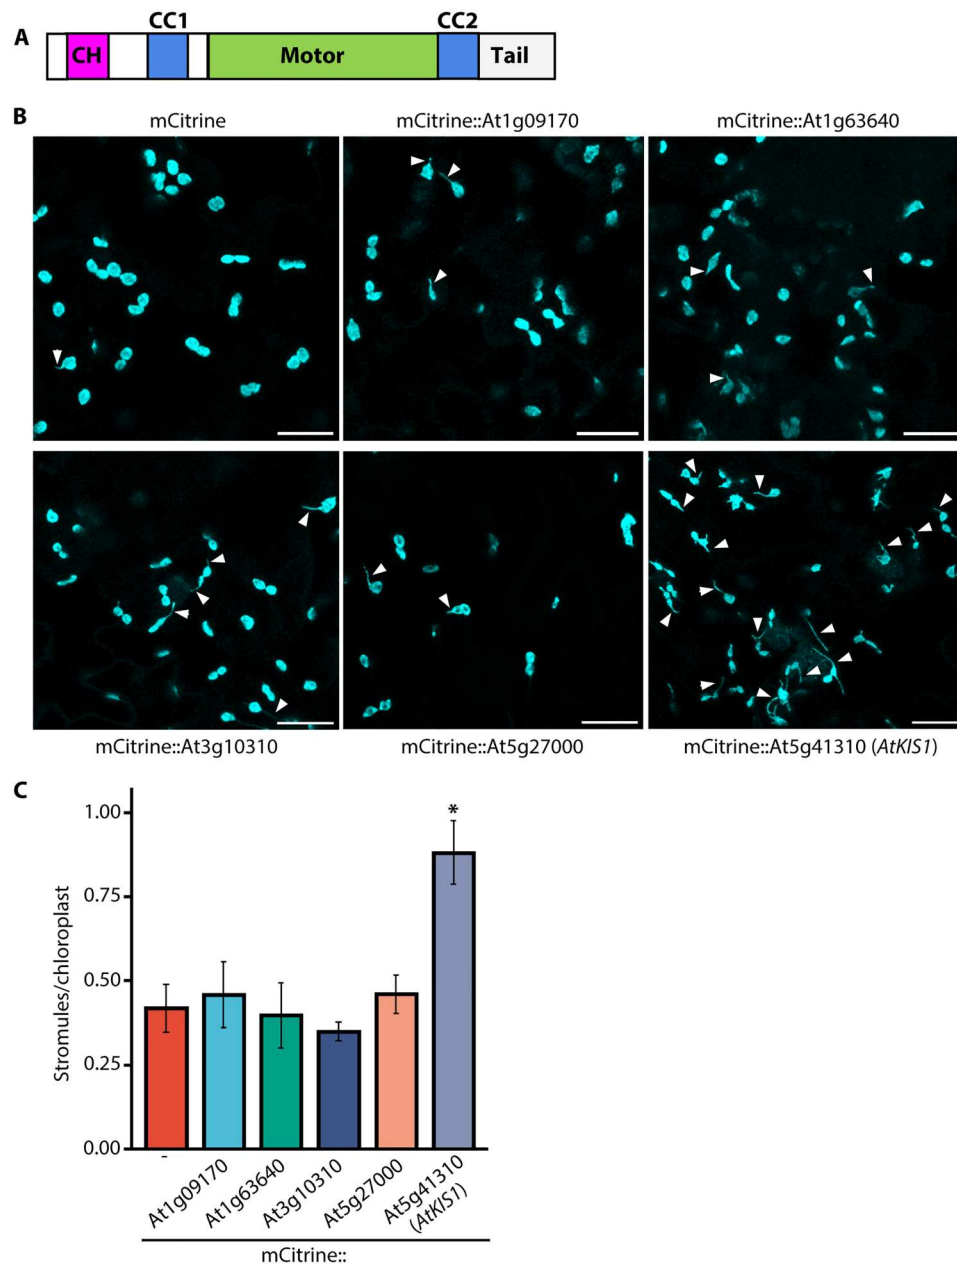 A
CC1
CC2
CH
Motor
Tail
B
mCitrine
mCitrine::At1g09170
mCitrine::At1g63640
mCitrine::At3g10310
mCitrine::At5g27000
mCitrine::At5g41310 (AtKIS1)
C
Stromules/chloroplast
1.00
0.75
0.50
0.25
0.00
*
-
At1g09170
At1g63640
At3g10310
At5g27000
At5g41310
(AtKIS1)
mCitrine::